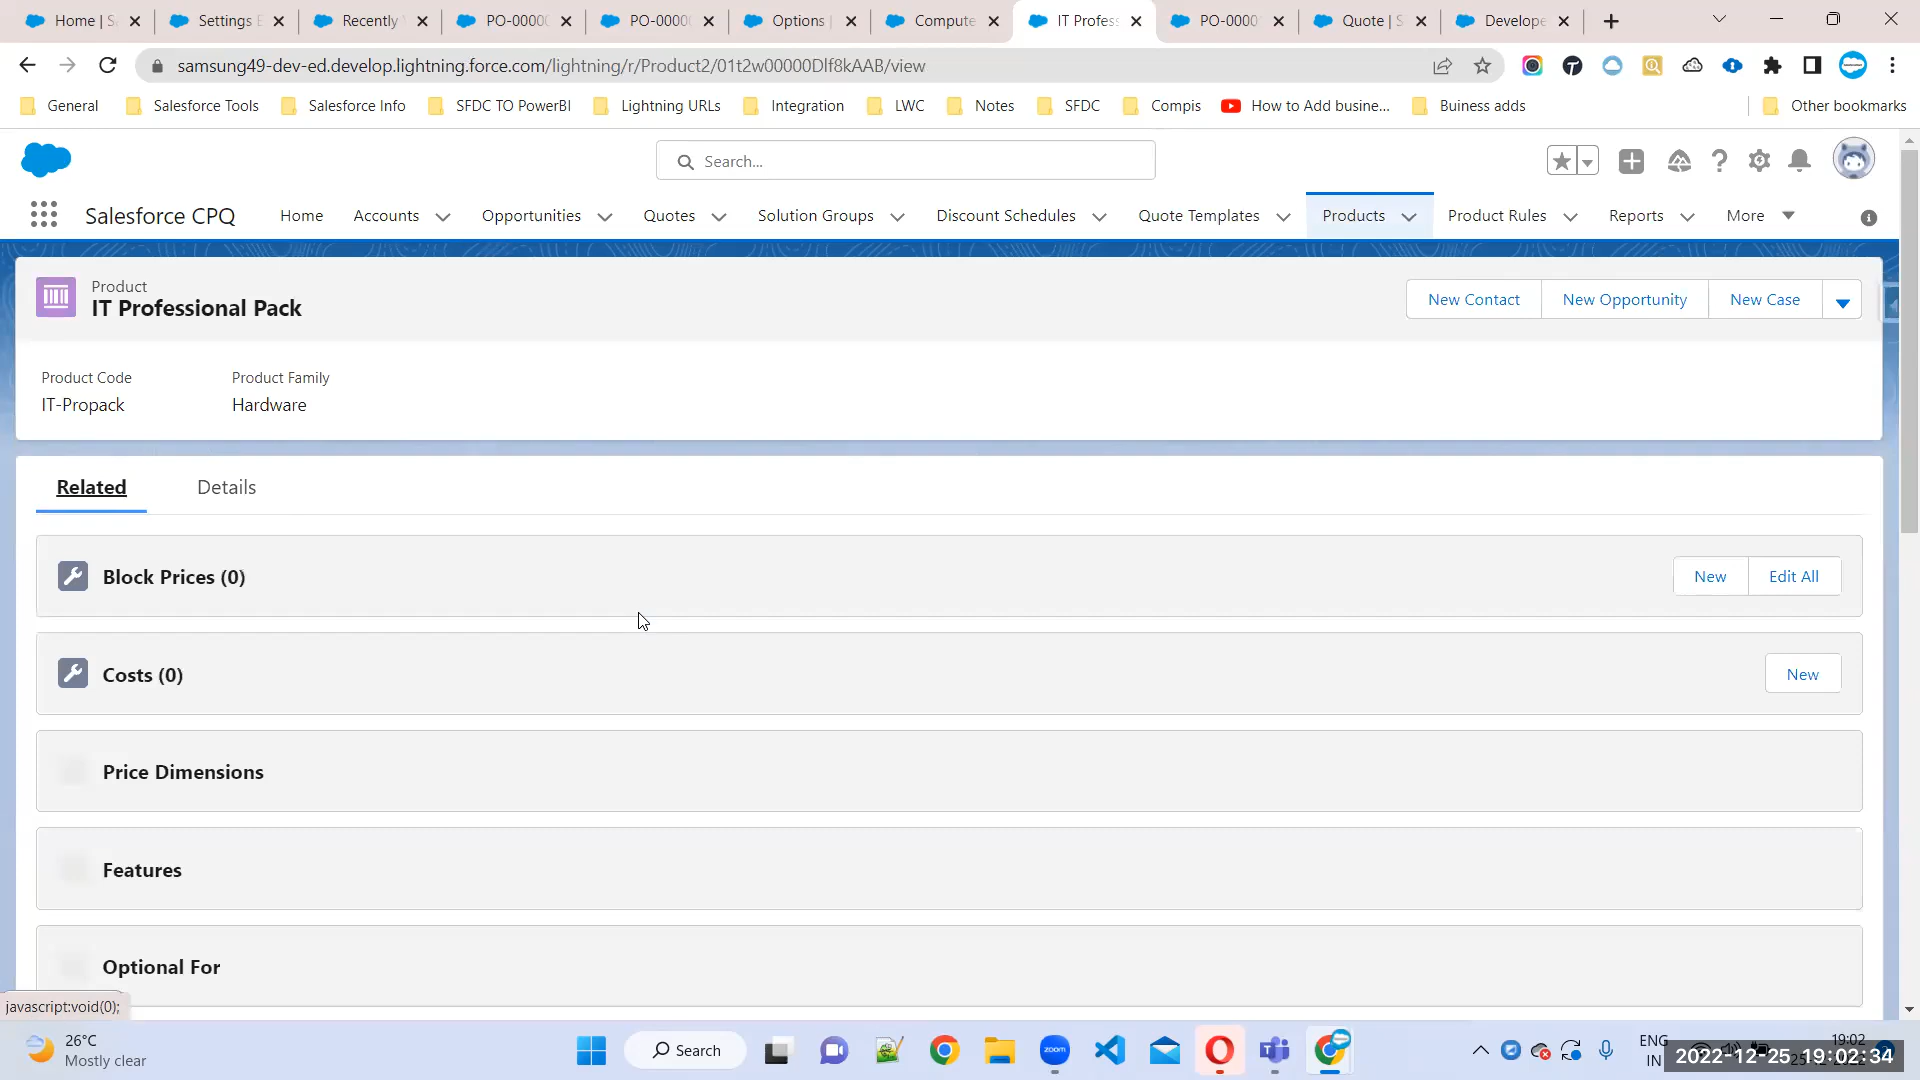 Home | S
Settings E
Recently
PO-0000
PO-0000
Options |
Compute
IT Profess
PO-0000
Quote | S
Develope
samsung49-dev-ed.develop.lightning.force.com/lightning/r/Product2/01t2w00000Dlf8kAAB/view
General
Salesforce Tools
Salesforce Info
SFDC TO PowerBI
Lightning URLs
Integration
LWC
Notes
SFDC
Compis
How to Add busine...
Buiness adds
Other bookmarks
Search...
Salesforce CPQ
Home
Accounts
Opportunities
Quotes
Solution Groups
Discount Schedules
Quote Templates
Products
Product Rules
Reports
More
Product
IT Professional Pack
New Contact
New Opportunity
New Case
Product Code
Product Family
IT-Propack
Hardware
Related
Details
Block Prices (0)
New
Edit All
Costs (0)
New
Price Dimensions
Features
Optional For
javascript:void(0);
26°C
Mostly clear
Search
zoom
ENG
IN
19:02
2022-12-25 19:02:34